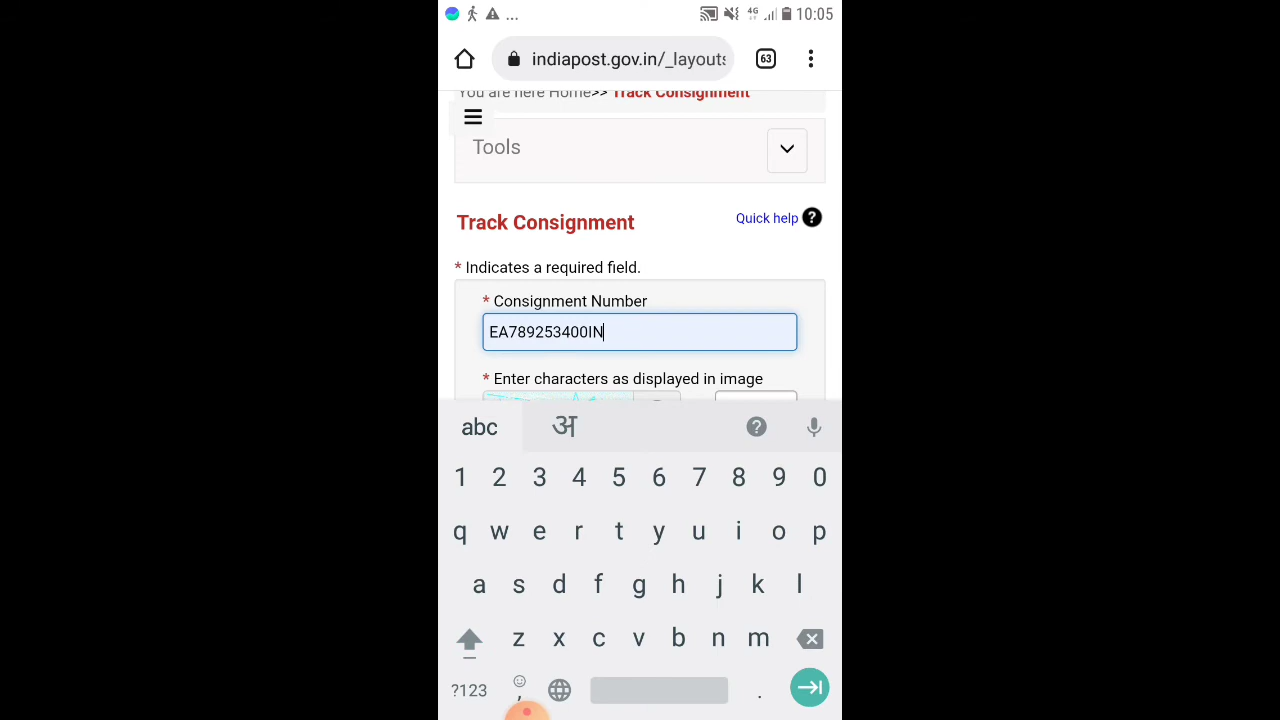 ... 4G 10:05
indiapost.gov.in/_layouts 63
You are here Home>> Track Consignment
Tools
Track Consignment Quick help ?
* Indicates a required field.
* Consignment Number
EA789253400IN
* Enter characters as displayed in image
abc अ ?
1 2 3 4 5 6 7 8 9 0
q w e r t y u i o p
a s d f g h j k l
z x c v b n m
?123 , .